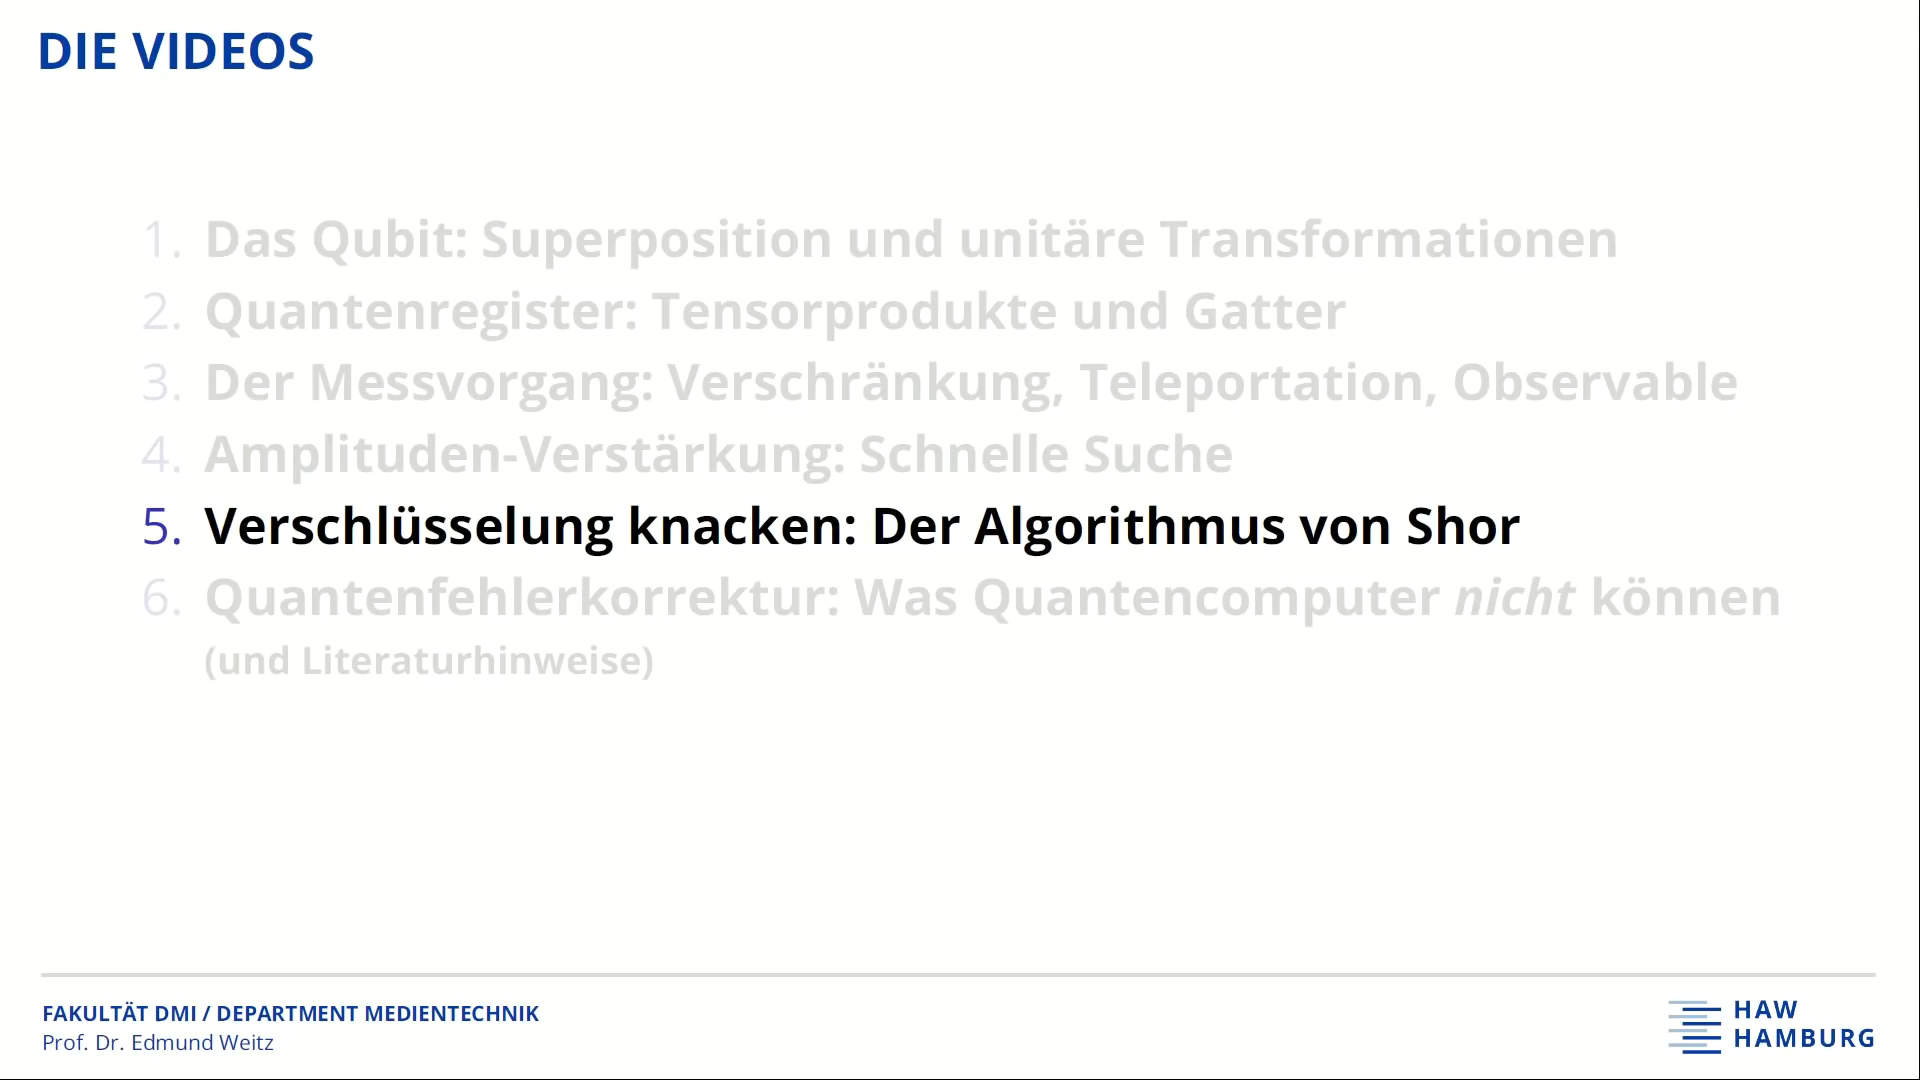 DIE VIDEOS
1. Das Qubit: Superposition und unitäre Transformationen
2. Quantenregister: Tensorprodukte und Gatter
3. Der Messvorgang: Verschränkung, Teleportation, Observable
4. Amplituden-Verstärkung: Schnelle Suche
5. Verschlüsselung knacken: Der Algorithmus von Shor
6. Quantenfehlerkorrektur: Was Quantencomputer nicht können
(und Literaturhinweise)
FAKULTÄT DMI / DEPARTMENT MEDIENTECHNIK
Prof. Dr. Edmund Weitz
HAW
HAMBURG